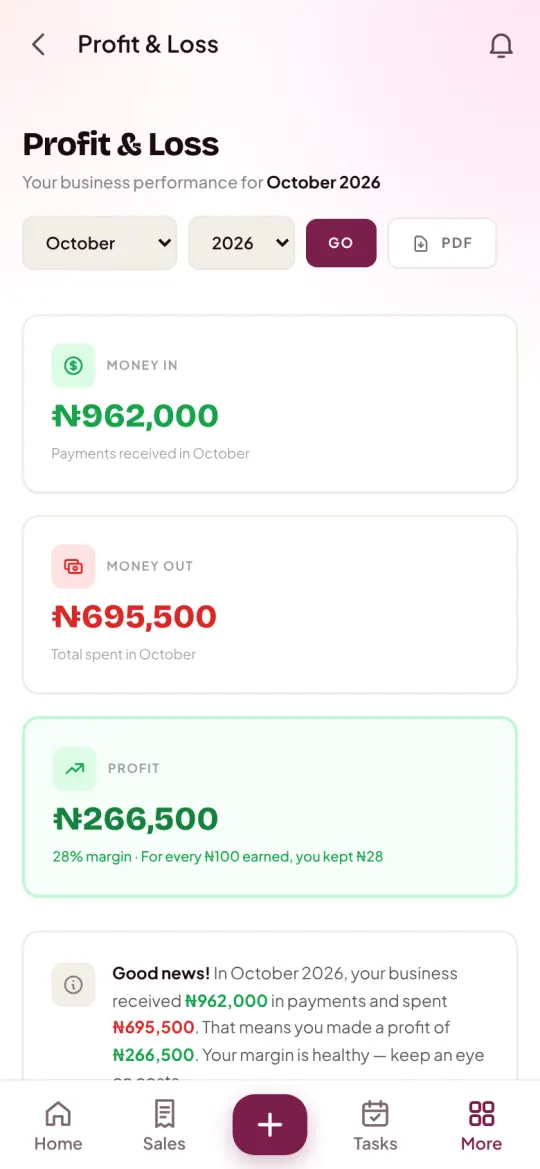 Profit & Loss
Profit & Loss
Your business performance for October 2026
October 2026 GO PDF
MONEY IN
₦962,000
Payments received in October
MONEY OUT
₦695,500
Total spent in October
PROFIT
₦266,500
28% margin · For every ₦100 earned, you kept ₦28
Good news! In October 2026, your business
received ₦962,000 in payments and spent
₦695,500. That means you made a profit of
₦266,500. Your margin is healthy — keep an eye
on costs
Home Sales Tasks More